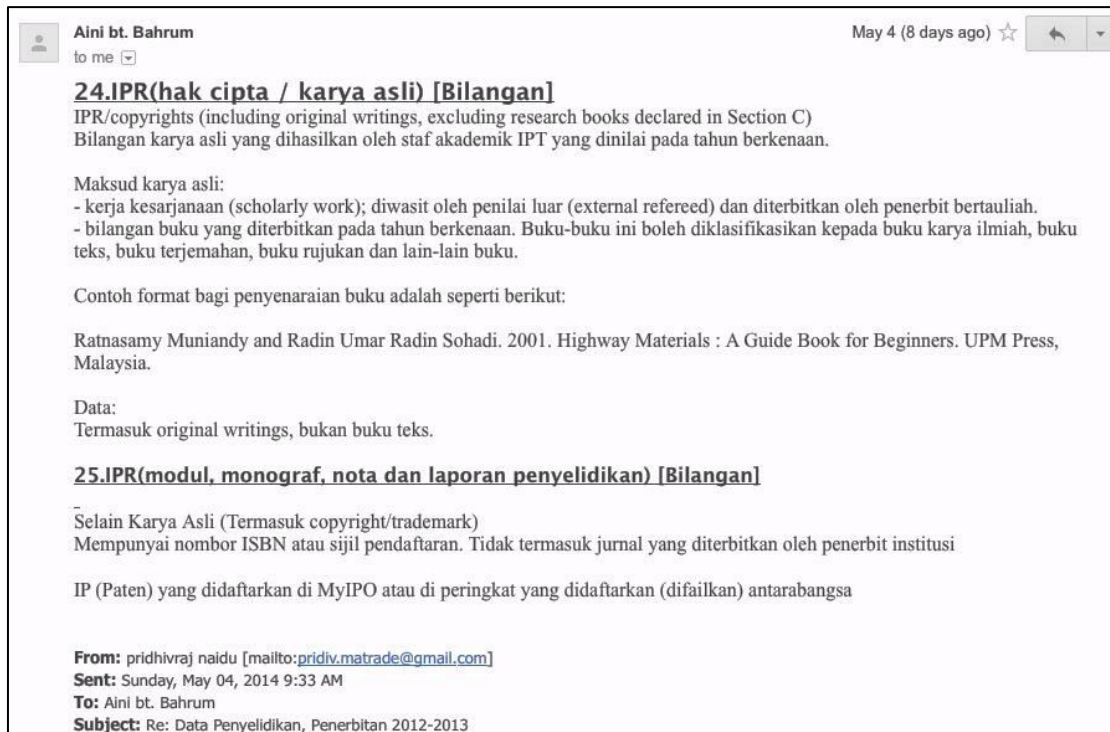 Aini bt. Bahrum
May 4 (8 days ago)
to me
24.IPR(hak cipta / karya asli) [Bilangan]
IPR/copyrights (including original writings, excluding research books declared in Section C)
Bilangan karya asli yang dihasilkan oleh staf akademik IPT yang dinilai pada tahun berkenaan.
Maksud karya asli:
- kerja kesarjanaan (scholarly work); diwasit oleh penilai luar (external refereed) dan diterbitkan oleh penerbit bertauliah.
- bilangan buku yang diterbitkan pada tahun berkenaan. Buku-buku ini boleh diklasifikasikan kepada buku karya ilmiah, buku
teks, buku terjemahan, buku rujukan dan lain-lain buku.
Contoh format bagi penyenaraian buku adalah seperti berikut:
Ratnasamy Muniandy and Radin Umar Radin Sohadi. 2001. Highway Materials : A Guide Book for Beginners. UPM Press,
Malaysia.
Data:
Termasuk original writings, bukan buku teks.
25.IPR(modul, monograf, nota dan laporan penyelidikan) [Bilangan]
Selain Karya Asli (Termasuk copyright/trademark)
Mempunyai nombor ISBN atau sijil pendaftaran. Tidak termasuk jurnal yang diterbitkan oleh penerbit institusi
IP (Paten) yang didaftarkan di MyIPO atau di peringkat yang didaftarkan (difailkan) antarabangsa
From: pridhivraj naidu [mailto:pridiv.matrade@gmail.com]
Sent: Sunday, May 04, 2014 9:33 AM
To: Aini bt. Bahrum
Subject: Re: Data Penyelidikan, Penerbitan 2012-2013